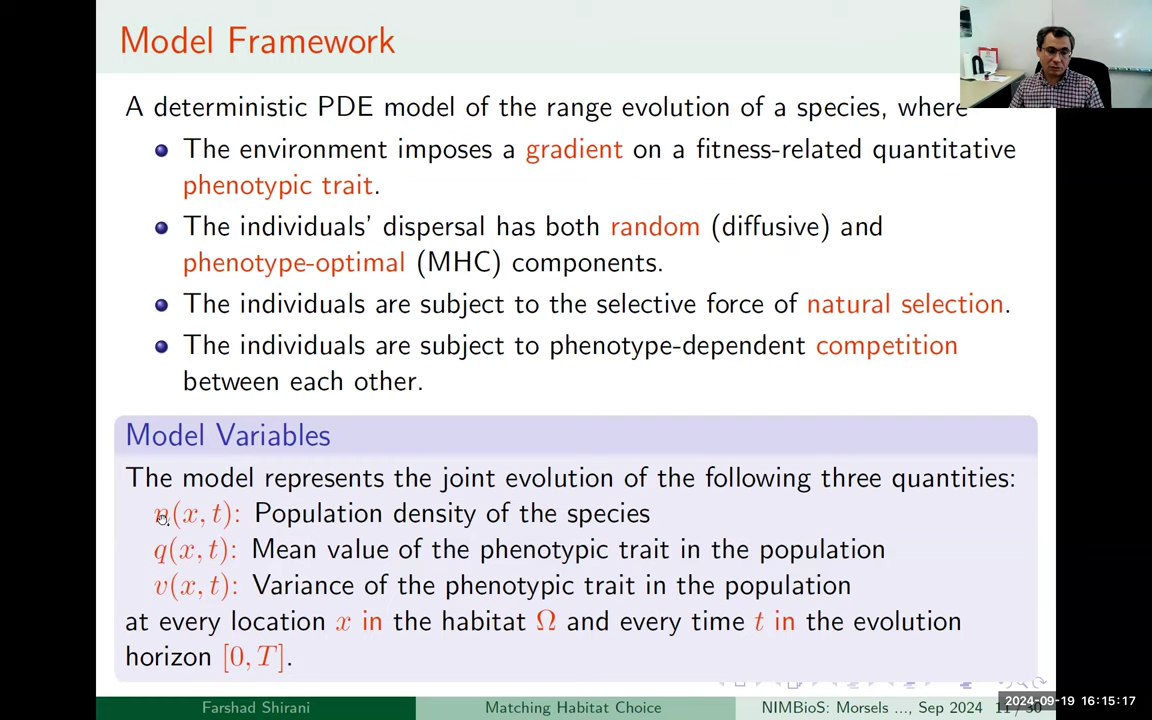 Model Framework
A deterministic PDE model of the range evolution of a species, where
The environment imposes a gradient on a fitness-related quantitative
phenotypic trait.
The individuals' dispersal has both random (diffusive) and
phenotype-optimal (MHC) components.
The individuals are subject to the selective force of natural selection.
The individuals are subject to phenotype-dependent competition
between each other.
Model Variables
The model represents the joint evolution of the following three quantities:
n(x, t): Population density of the species
q(x, t): Mean value of the phenotypic trait in the population
v(x, t): Variance of the phenotypic trait in the population
at every location x in the habitat Ω and every time t in the evolution
horizon [0, T].
Farshad Shirani Matching Habitat Choice NIMBioS: Morsels ..., Sep 2024 11 / 30
2024-09-19 16:15:17